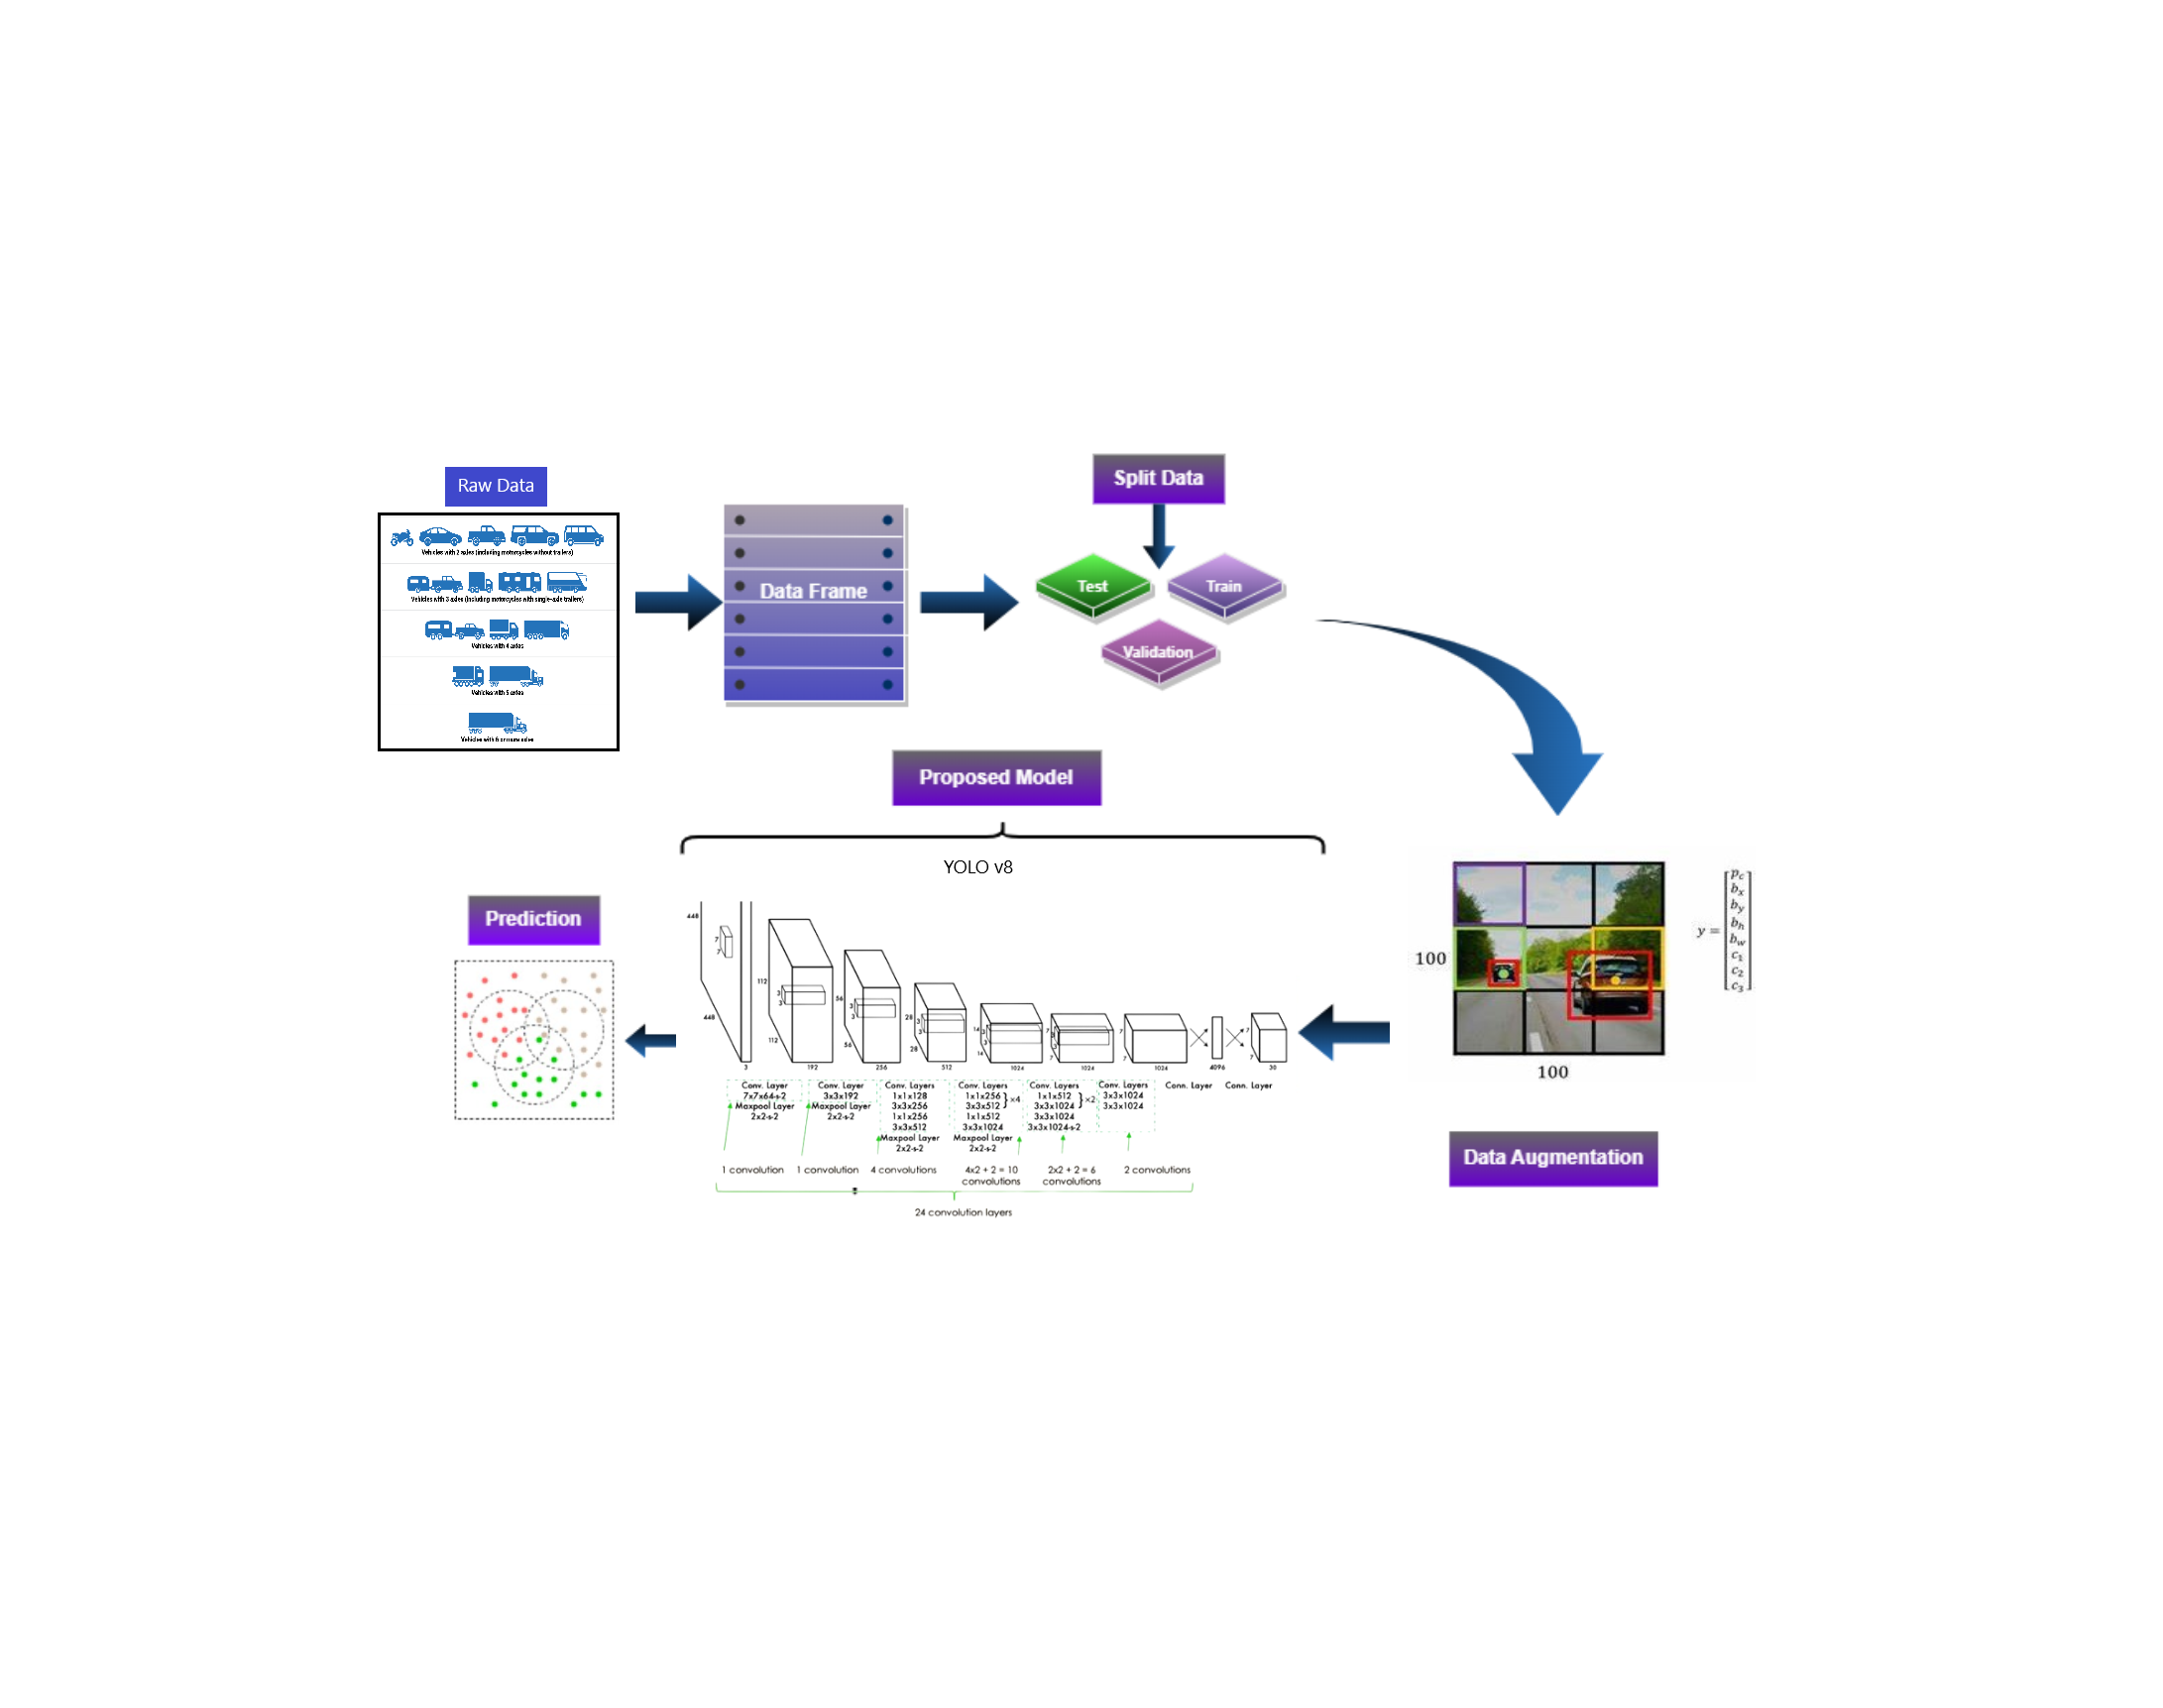 Raw Data
Vehicles with 2 axles (including motorcycles without trailers)
Vehicles with 3 axles (including motorcycles with single-axle trailers)
Vehicles with 4 axles
Vehicles with 5 axles
Vehicles with 6 or more axles
Data Frame
Split Data
Test
Train
Validation
Proposed Model
YOLO v8
Prediction
448
7
7
448
3
112
3
3
112
192
56
3
3
56
256
28
3
3
28
512
14
3
3
14
1024
7
3
3
7
1024
7
7
1024
4096
7
7
30
Conv. Layer
7x7x64-s-2
Maxpool Layer
2x2-s-2
Conv. Layer
3x3x192
Maxpool Layer
2x2-s-2
Conv. Layers
1x1x128
3x3x256
1x1x256
3x3x512
Maxpool Layer
2x2-s-2
Conv. Layers
1x1x256
3x3x512 } ×4
1x1x512
3x3x1024
Maxpool Layer
2x2-s-2
Conv. Layers
1x1x512
3x3x1024 } ×2
3x3x1024
3x3x1024-s-2
Conv. Layers
3x3x1024
3x3x1024
Conn. Layer
Conn. Layer
1 convolution
1 convolution
4 convolutions
4x2 + 2 = 10
convolutions
2x2 + 2 = 6
convolutions
2 convolutions
24 convolution layers
100
100
y =
p_c
b_x
b_y
b_h
b_w
c_1
c_2
c_3
Data Augmentation